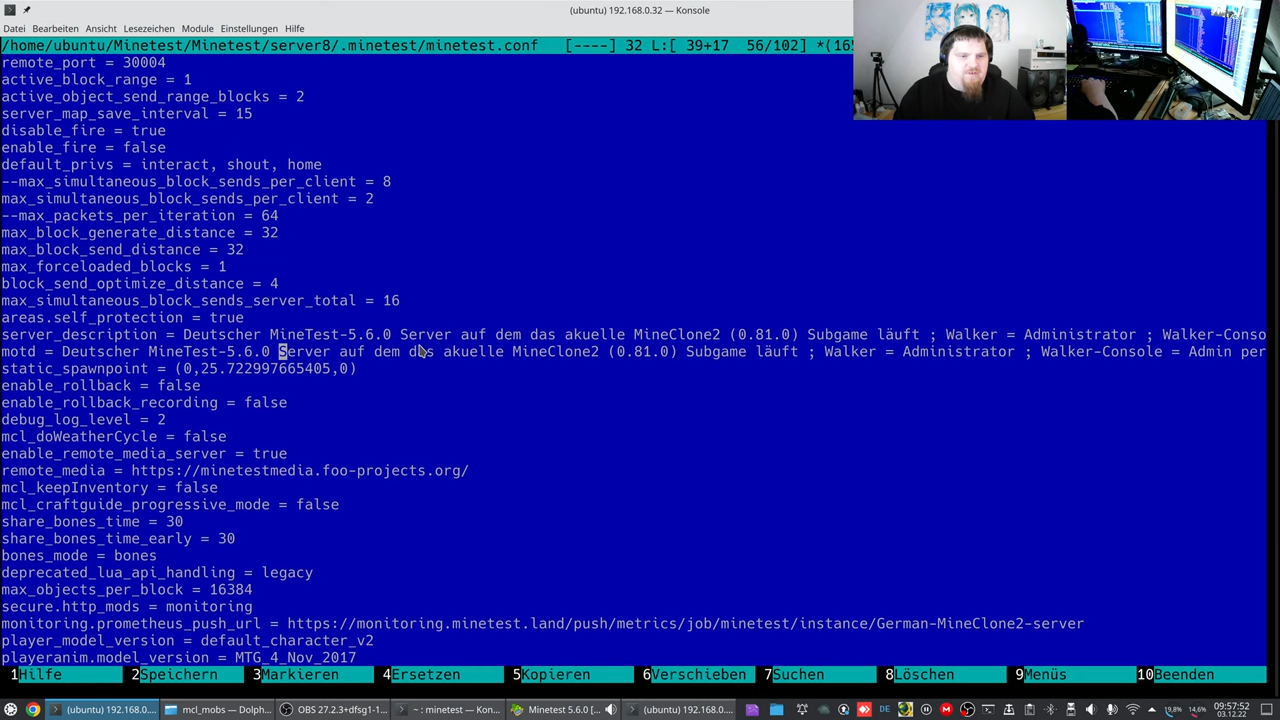 (ubuntu) 192.168.0.32 — Konsole
Datei Bearbeiten Ansicht Lesezeichen Module Einstellungen Hilfe
/home/ubuntu/Minetest/Minetest/server8/.minetest/minetest.conf [----] 32 L:[ 39+17 56/102] *(165
remote_port = 30004
active_block_range = 1
active_object_send_range_blocks = 2
server_map_save_interval = 15
disable_fire = true
enable_fire = false
default_privs = interact, shout, home
--max_simultaneous_block_sends_per_client = 8
max_simultaneous_block_sends_per_client = 2
--max_packets_per_iteration = 64
max_block_generate_distance = 32
max_block_send_distance = 32
max_forceloaded_blocks = 1
block_send_optimize_distance = 4
max_simultaneous_block_sends_server_total = 16
areas.self_protection = true
server_description = Deutscher MineTest-5.6.0 Server auf dem das akuelle MineClone2 (0.81.0) Subgame läuft ; Walker = Administrator ; Walker-Conso
motd = Deutscher MineTest-5.6.0 Server auf dem das akuelle MineClone2 (0.81.0) Subgame läuft ; Walker = Administrator ; Walker-Console = Admin per
static_spawnpoint = (0,25.722997665405,0)
enable_rollback = false
enable_rollback_recording = false
debug_log_level = 2
mcl_doWeatherCycle = false
enable_remote_media_server = true
remote_media = https://minetestmedia.foo-projects.org/
mcl_keepInventory = false
mcl_craftguide_progressive_mode = false
share_bones_time = 30
share_bones_time_early = 30
bones_mode = bones
deprecated_lua_api_handling = legacy
max_objects_per_block = 16384
secure.http_mods = monitoring
monitoring.prometheus_push_url = https://monitoring.minetest.land/push/metrics/job/minetest/instance/German-MineClone2-server
player_model_version = default_character_v2
playeranim.model_version = MTG_4_Nov_2017
1Hilfe 2Speichern 3Markieren 4Ersetzen 5Kopieren 6Verschieben 7Suchen 8Löschen 9Menüs 10Beenden
(ubuntu) 192.168.0.... mcl_mobs — Dolph... OBS 27.2.3+dfsg1-1... ~ : minetest — Kon... Minetest 5.6.0 [... (ubuntu) 192.168.0.... DE 19,8% 14,6% 09:57:52
03.12.22